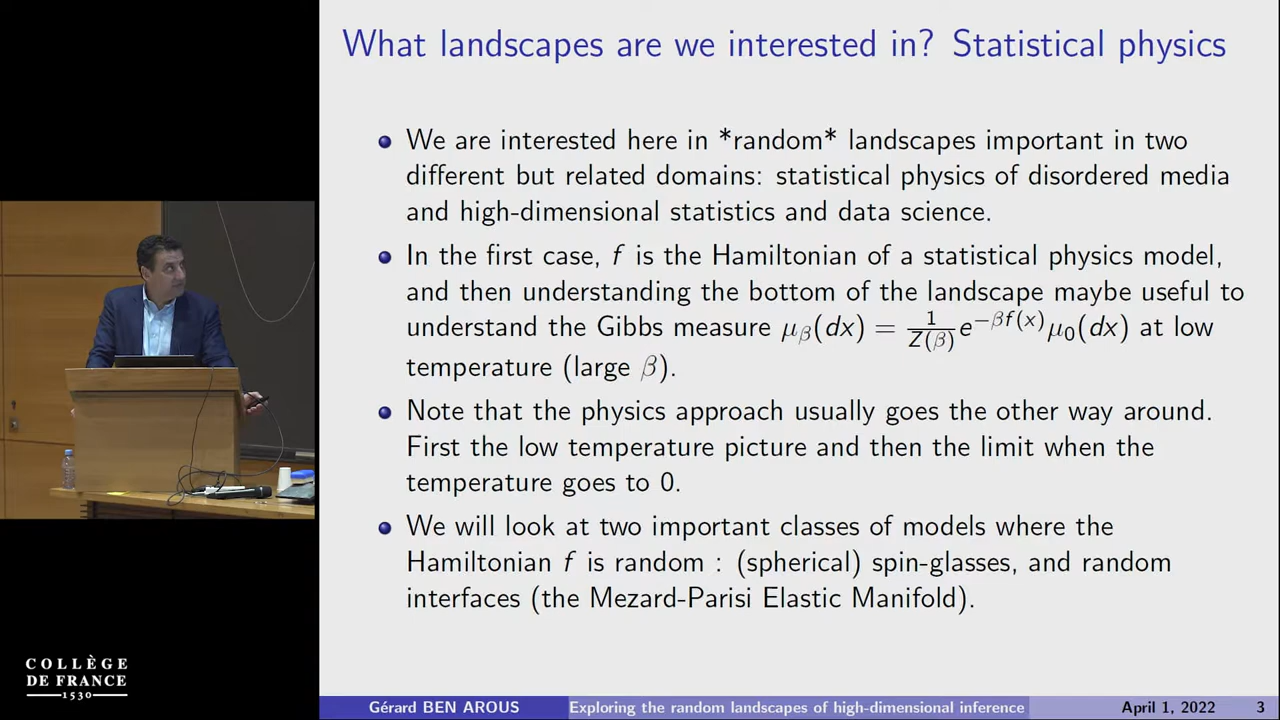 What landscapes are we interested in? Statistical physics
We are interested here in *random* landscapes important in two
different but related domains: statistical physics of disordered media
and high-dimensional statistics and data science.
In the first case, f is the Hamiltonian of a statistical physics model,
and then understanding the bottom of the landscape maybe useful to
understand the Gibbs measure μ_β(dx) = 1/Z(β) e^{-βf(x)} μ_0(dx) at low
temperature (large β).
Note that the physics approach usually goes the other way around.
First the low temperature picture and then the limit when the
temperature goes to 0.
We will look at two important classes of models where the
Hamiltonian f is random : (spherical) spin-glasses, and random
interfaces (the Mezard-Parisi Elastic Manifold).
COLLÈGE
DE FRANCE
1530
Gérard BEN AROUS Exploring the random landscapes of high-dimensional inference April 1, 2022 3